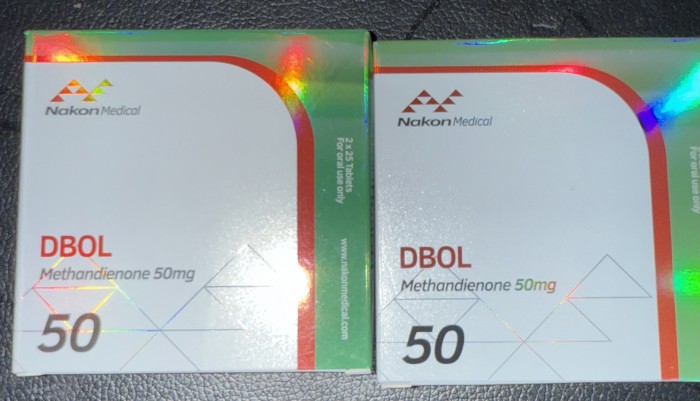 Nakon Medical
2 x 25 Tablets
For oral use only
www.nakonmedical.com
DBOL
Methandienone 50mg
50
Nakon Medical
For oral use only
DBOL
Methandienone 50mg
50